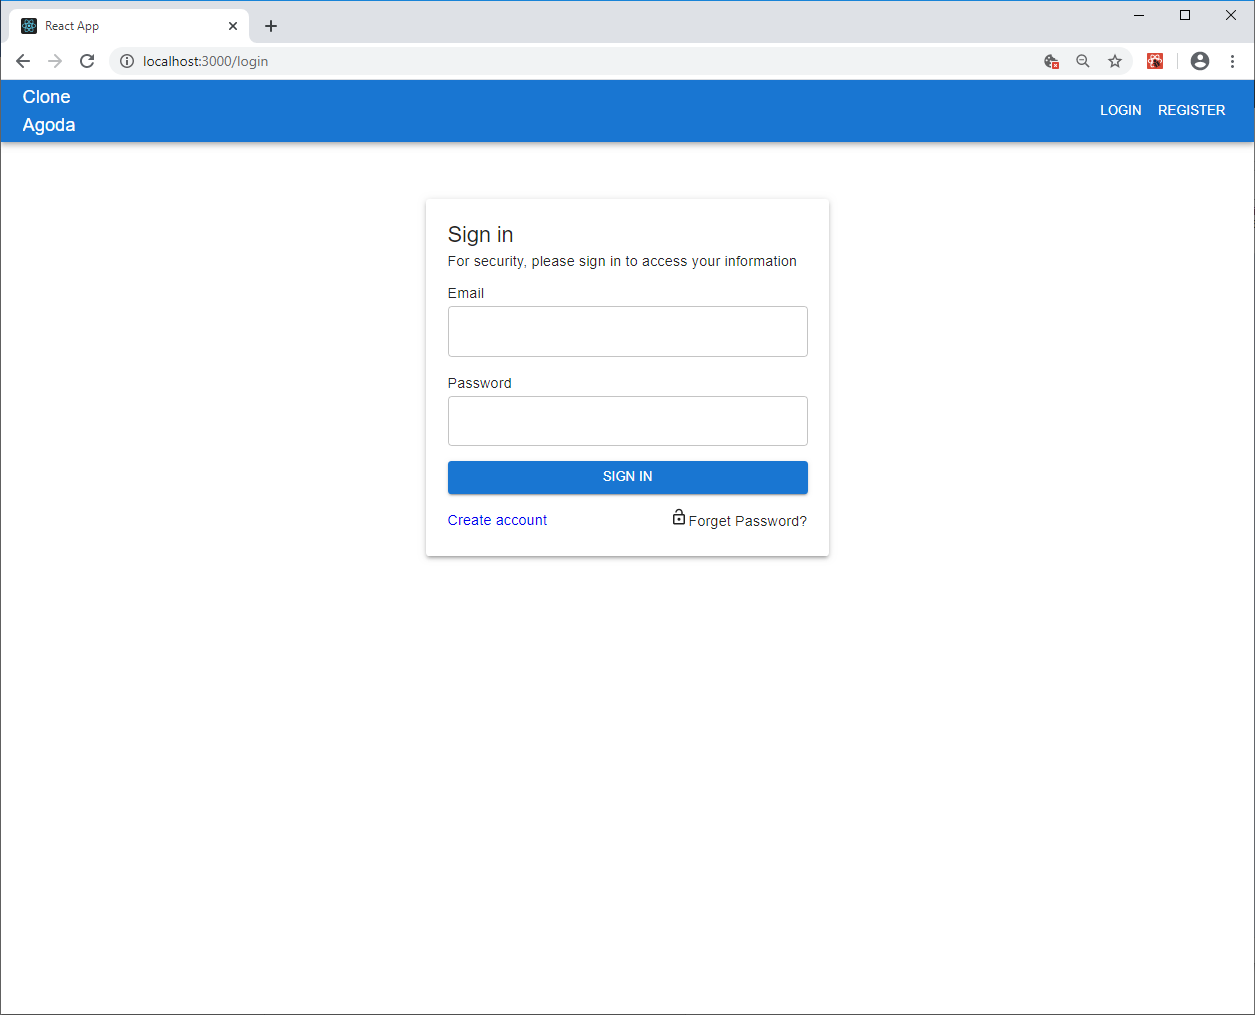 React App
localhost:3000/login
Clone
Agoda
LOGIN REGISTER
Sign in
For security, please sign in to access your information
Email
Password
SIGN IN
Create account
Forget Password?